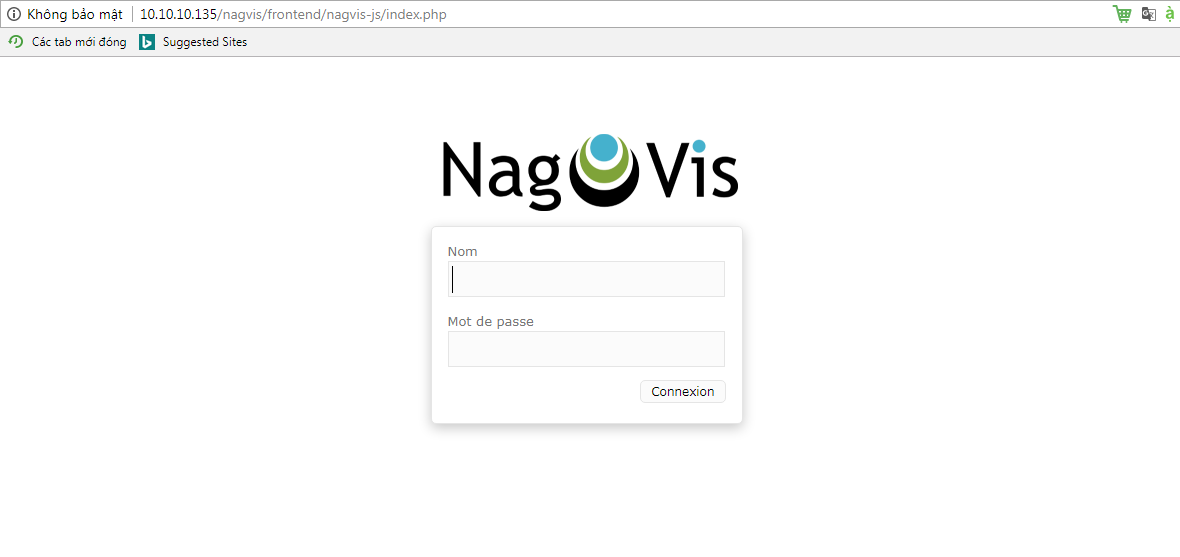 Không bảo mật 10.10.10.135/nagvis/frontend/nagvis-js/index.php ạ
Các tab mới đóng Suggested Sites
NagVis
Nom
Mot de passe
Connexion